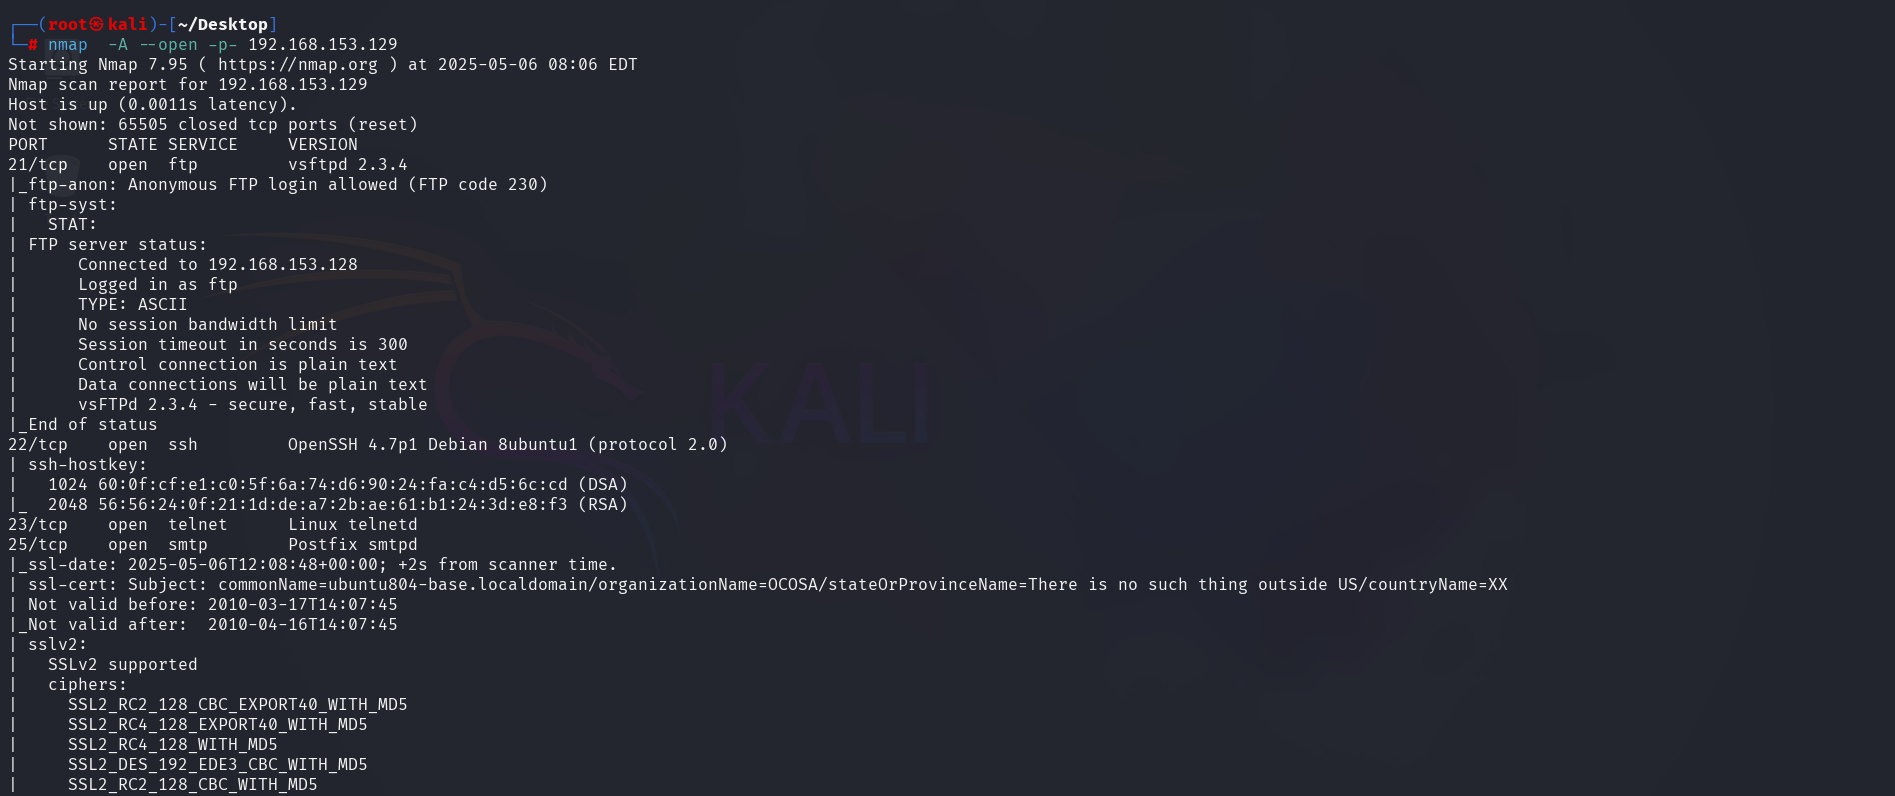 ┌──(root㉿kali)-[~/Desktop]
└─# nmap  -A --open -p- 192.168.153.129
Starting Nmap 7.95 ( https://nmap.org ) at 2025-05-06 08:06 EDT
Nmap scan report for 192.168.153.129
Host is up (0.0011s latency).
Not shown: 65505 closed tcp ports (reset)
PORT      STATE SERVICE     VERSION
21/tcp    open  ftp         vsftpd 2.3.4
|_ftp-anon: Anonymous FTP login allowed (FTP code 230)
| ftp-syst:
|   STAT:
| FTP server status:
|      Connected to 192.168.153.128
|      Logged in as ftp
|      TYPE: ASCII
|      No session bandwidth limit
|      Session timeout in seconds is 300
|      Control connection is plain text
|      Data connections will be plain text
|      vsFTPd 2.3.4 - secure, fast, stable
|_End of status
22/tcp    open  ssh         OpenSSH 4.7p1 Debian 8ubuntu1 (protocol 2.0)
| ssh-hostkey:
|   1024 60:0f:cf:e1:c0:5f:6a:74:d6:90:24:fa:c4:d5:6c:cd (DSA)
|_  2048 56:56:24:0f:21:1d:de:a7:2b:ae:61:b1:24:3d:e8:f3 (RSA)
23/tcp    open  telnet      Linux telnetd
25/tcp    open  smtp        Postfix smtpd
|_ssl-date: 2025-05-06T12:08:48+00:00; +2s from scanner time.
| ssl-cert: Subject: commonName=ubuntu804-base.localdomain/organizationName=OCOSA/stateOrProvinceName=There is no such thing outside US/countryName=XX
| Not valid before: 2010-03-17T14:07:45
|_Not valid after:  2010-04-16T14:07:45
| sslv2:
|   SSLv2 supported
|   ciphers:
|     SSL2_RC2_128_CBC_EXPORT40_WITH_MD5
|     SSL2_RC4_128_EXPORT40_WITH_MD5
|     SSL2_RC4_128_WITH_MD5
|     SSL2_DES_192_EDE3_CBC_WITH_MD5
|     SSL2_RC2_128_CBC_WITH_MD5
KALI